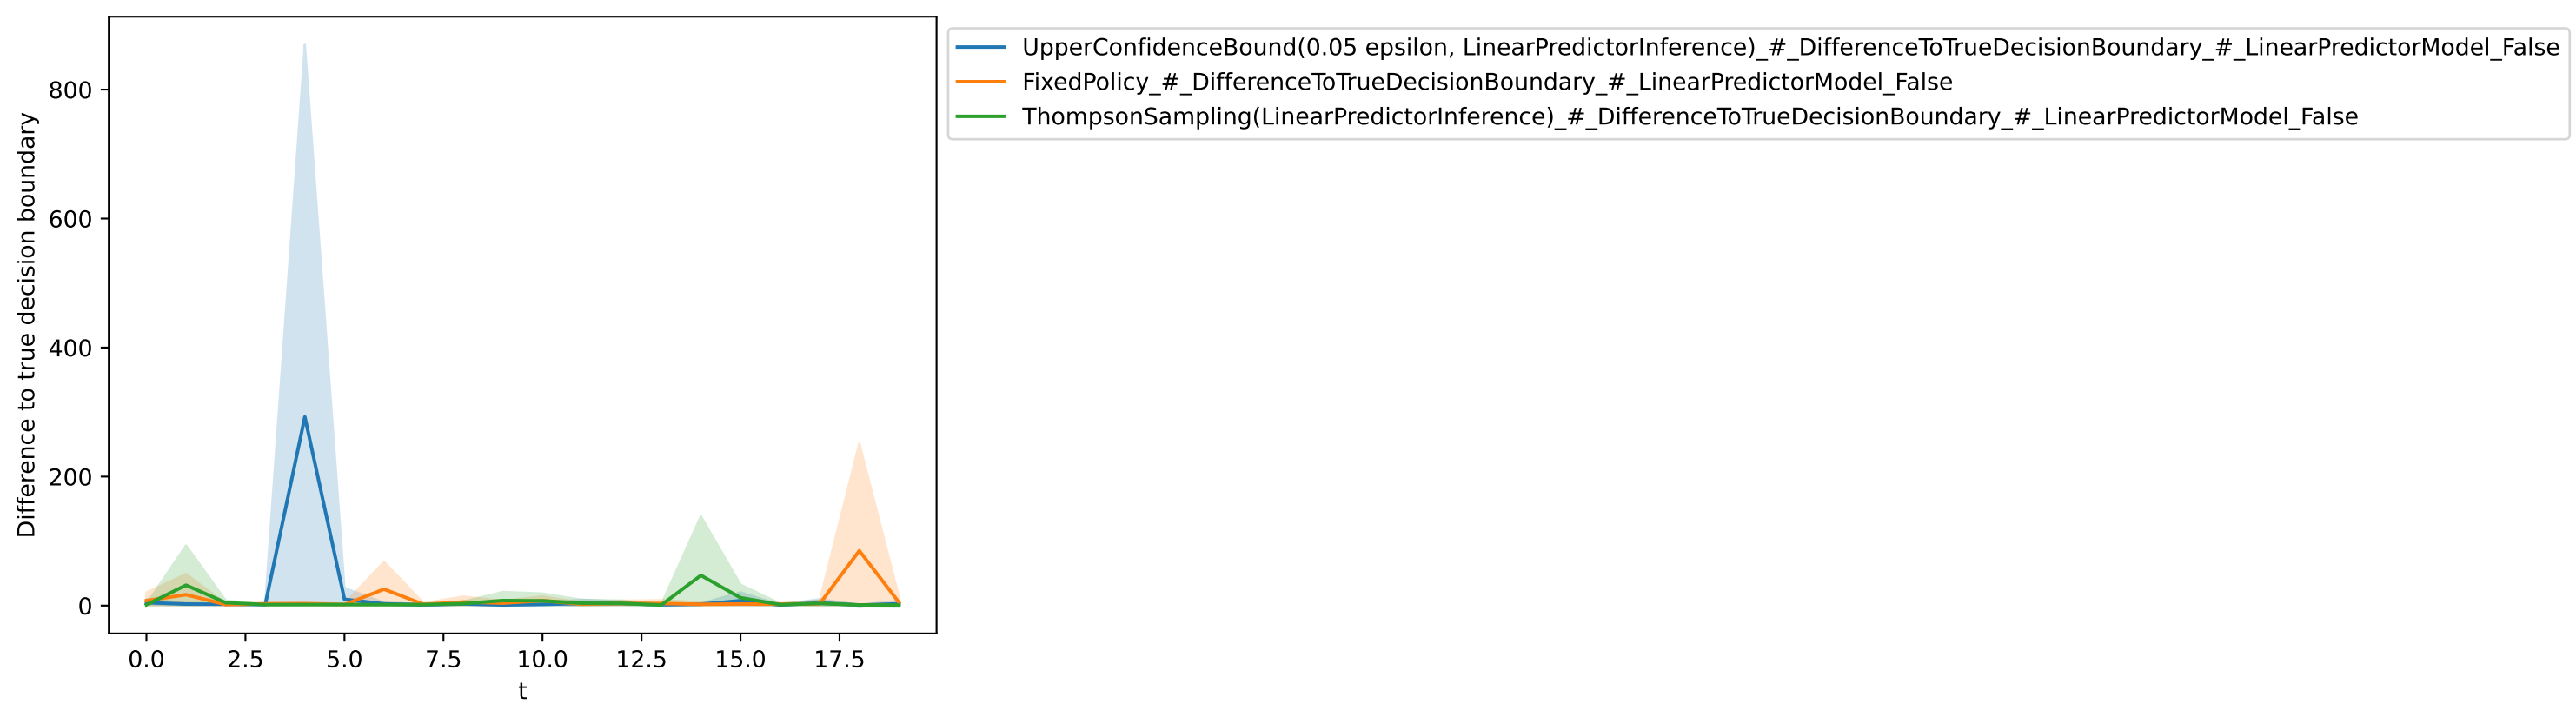 UpperConfidenceBound(0.05 epsilon, LinearPredictorInference)_#_DifferenceToTrueDecisionBoundary_#_LinearPredictorModel_False
FixedPolicy_#_DifferenceToTrueDecisionBoundary_#_LinearPredictorModel_False
ThompsonSampling(LinearPredictorInference)_#_DifferenceToTrueDecisionBoundary_#_LinearPredictorModel_False
Difference to true decision boundary
800
600
400
200
0
0.0 2.5 5.0 7.5 10.0 12.5 15.0 17.5
t